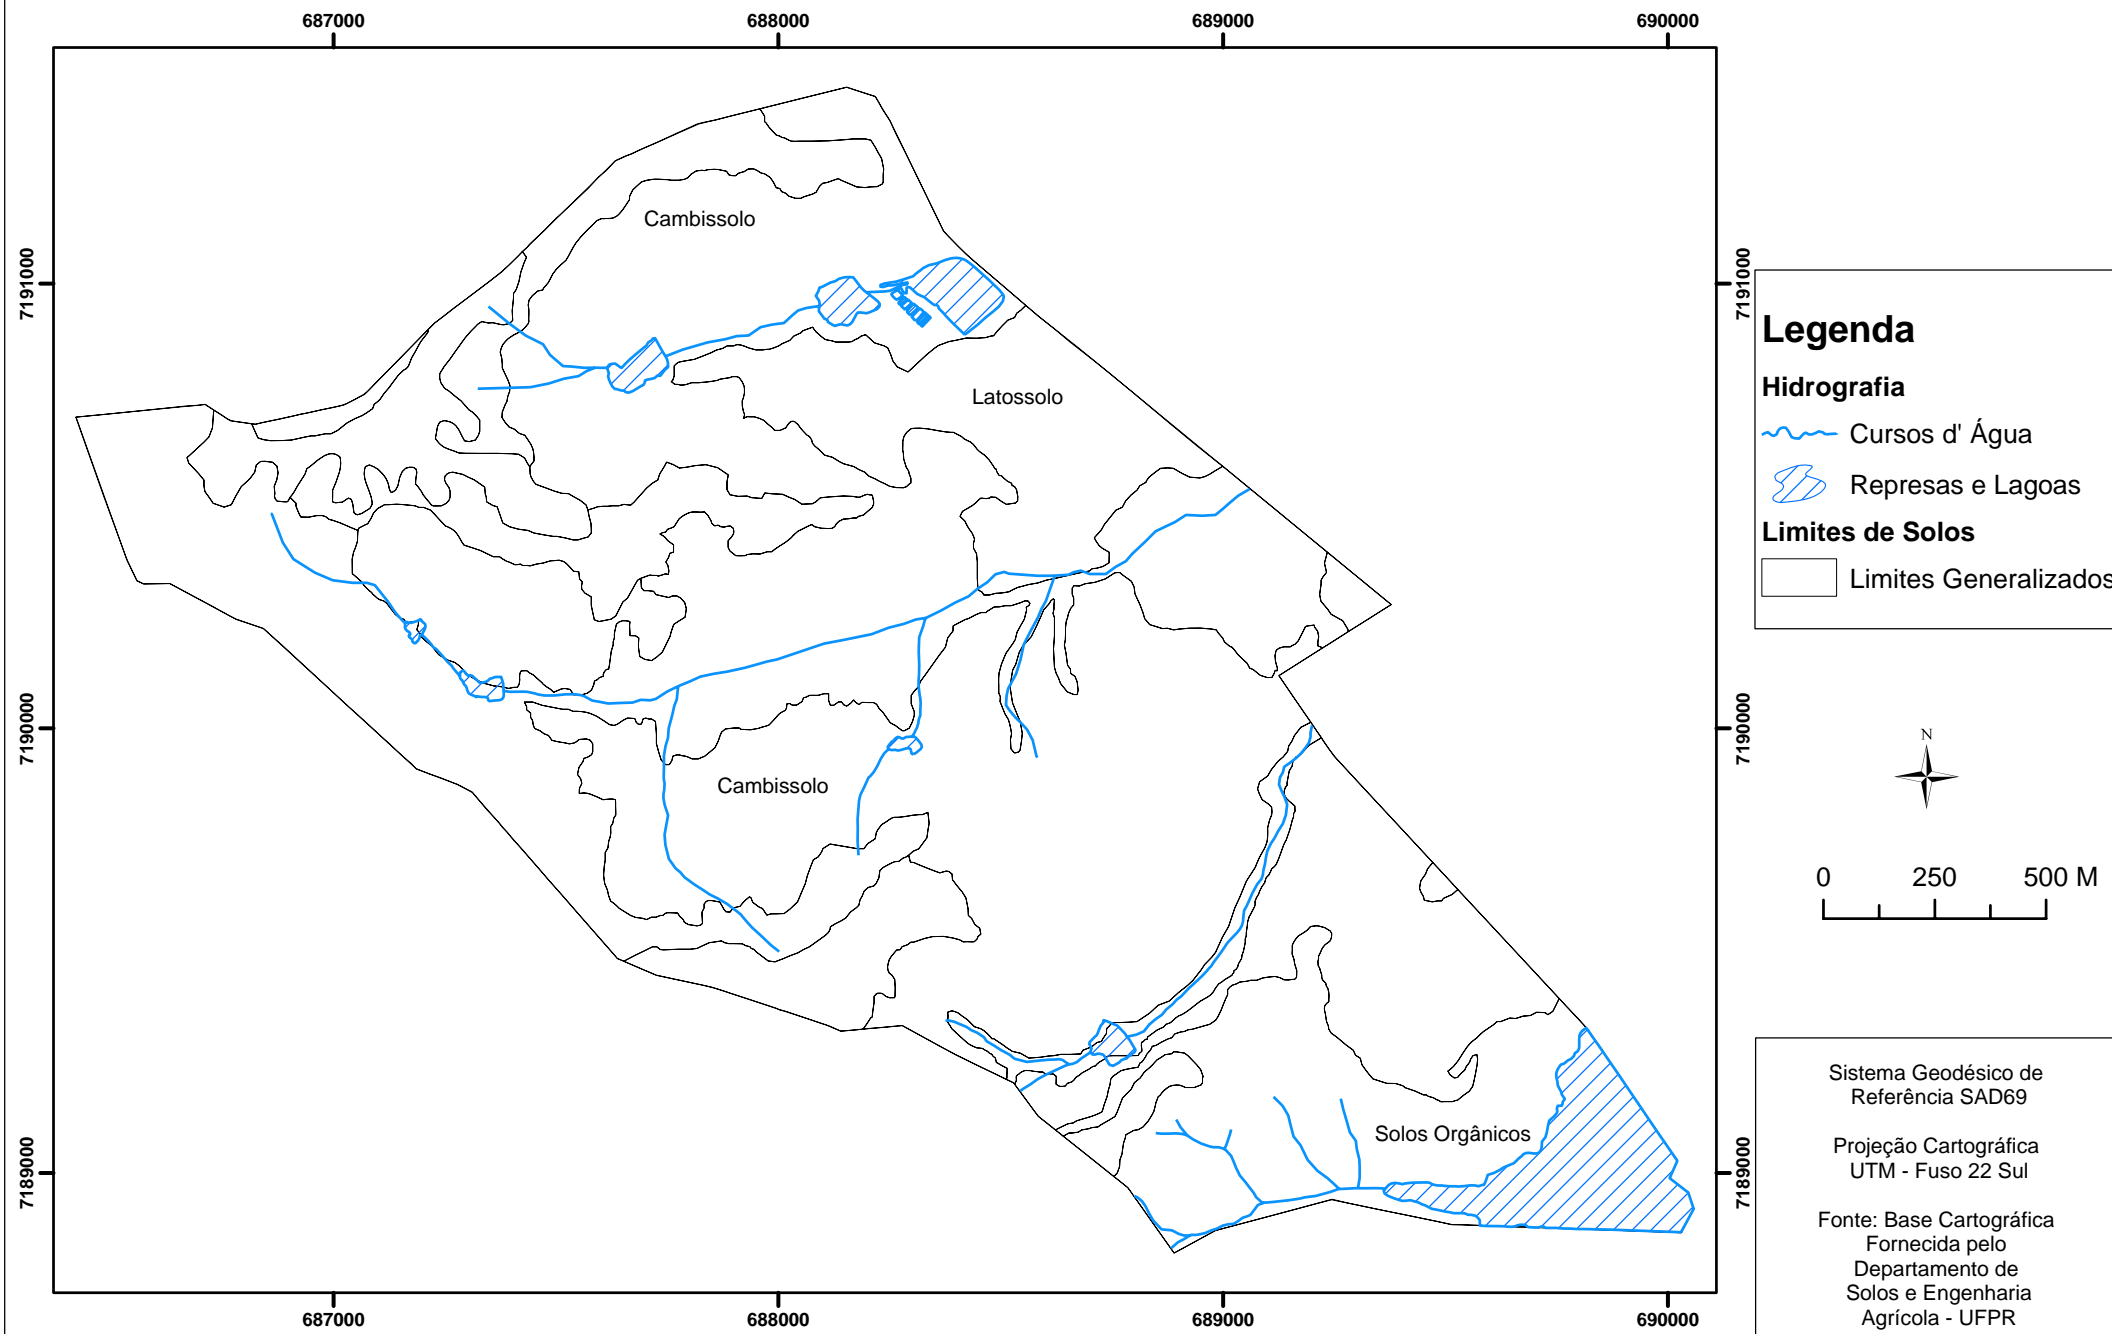 687000
688000
689000
690000
7191000
7191000
7190000
7190000
7189000
7189000
Cambissolo
Latossolo
Cambissolo
Solos Orgânicos
687000
688000
689000
690000
Legenda
Hidrografia
Cursos d' Água
Represas e Lagoas
Limites de Solos
Limites Generalizados
N
0 250 500 M
Sistema Geodésico de
Referência SAD69
Projeção Cartográfica
UTM - Fuso 22 Sul
Fonte: Base Cartográfica
Fornecida pelo
Departamento de
Solos e Engenharia
Agrícola - UFPR